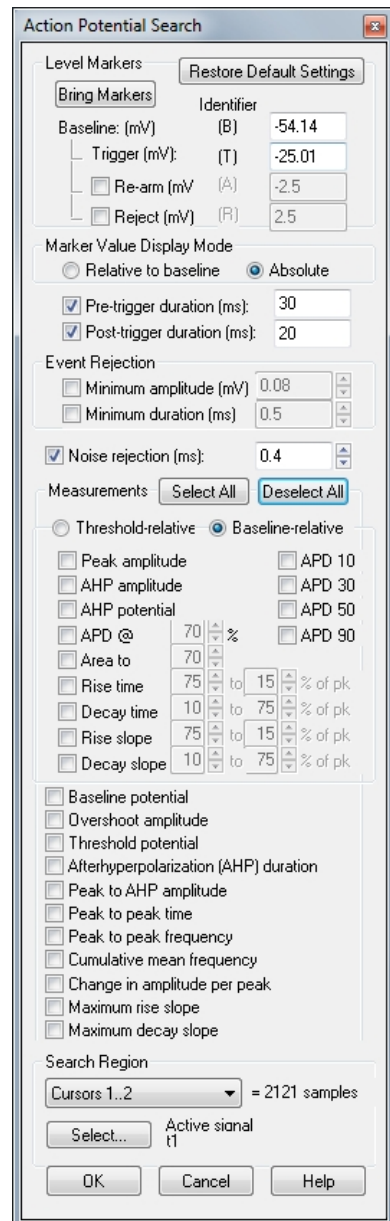 Action Potential Search
Level Markers
Restore Default Settings
Bring Markers
Identifier
Baseline: (mV) (B) -54.14
Trigger (mV): (T) -25.01
Re-arm (mV (A) -2.5
Reject (mV) (R) 2.5
Marker Value Display Mode
Relative to baseline Absolute
Pre-trigger duration (ms): 30
Post-trigger duration (ms): 20
Event Rejection
Minimum amplitude (mV) 0.08
Minimum duration (ms) 0.5
Noise rejection (ms): 0.4
Measurements Select All Deselect All
Threshold-relative Baseline-relative
Peak amplitude APD 10
AHP amplitude APD 30
AHP potential APD 50
APD @ 70 % APD 90
Area to 70
Rise time 75 to 15 % of pk
Decay time 10 to 75 % of pk
Rise slope 75 to 15 % of pk
Decay slope 10 to 75 % of pk
Baseline potential
Overshoot amplitude
Threshold potential
Afterhyperpolarization (AHP) duration
Peak to AHP amplitude
Peak to peak time
Peak to peak frequency
Cumulative mean frequency
Change in amplitude per peak
Maximum rise slope
Maximum decay slope
Search Region
Cursors 1..2 = 2121 samples
Select... Active signal
t1
OK Cancel Help